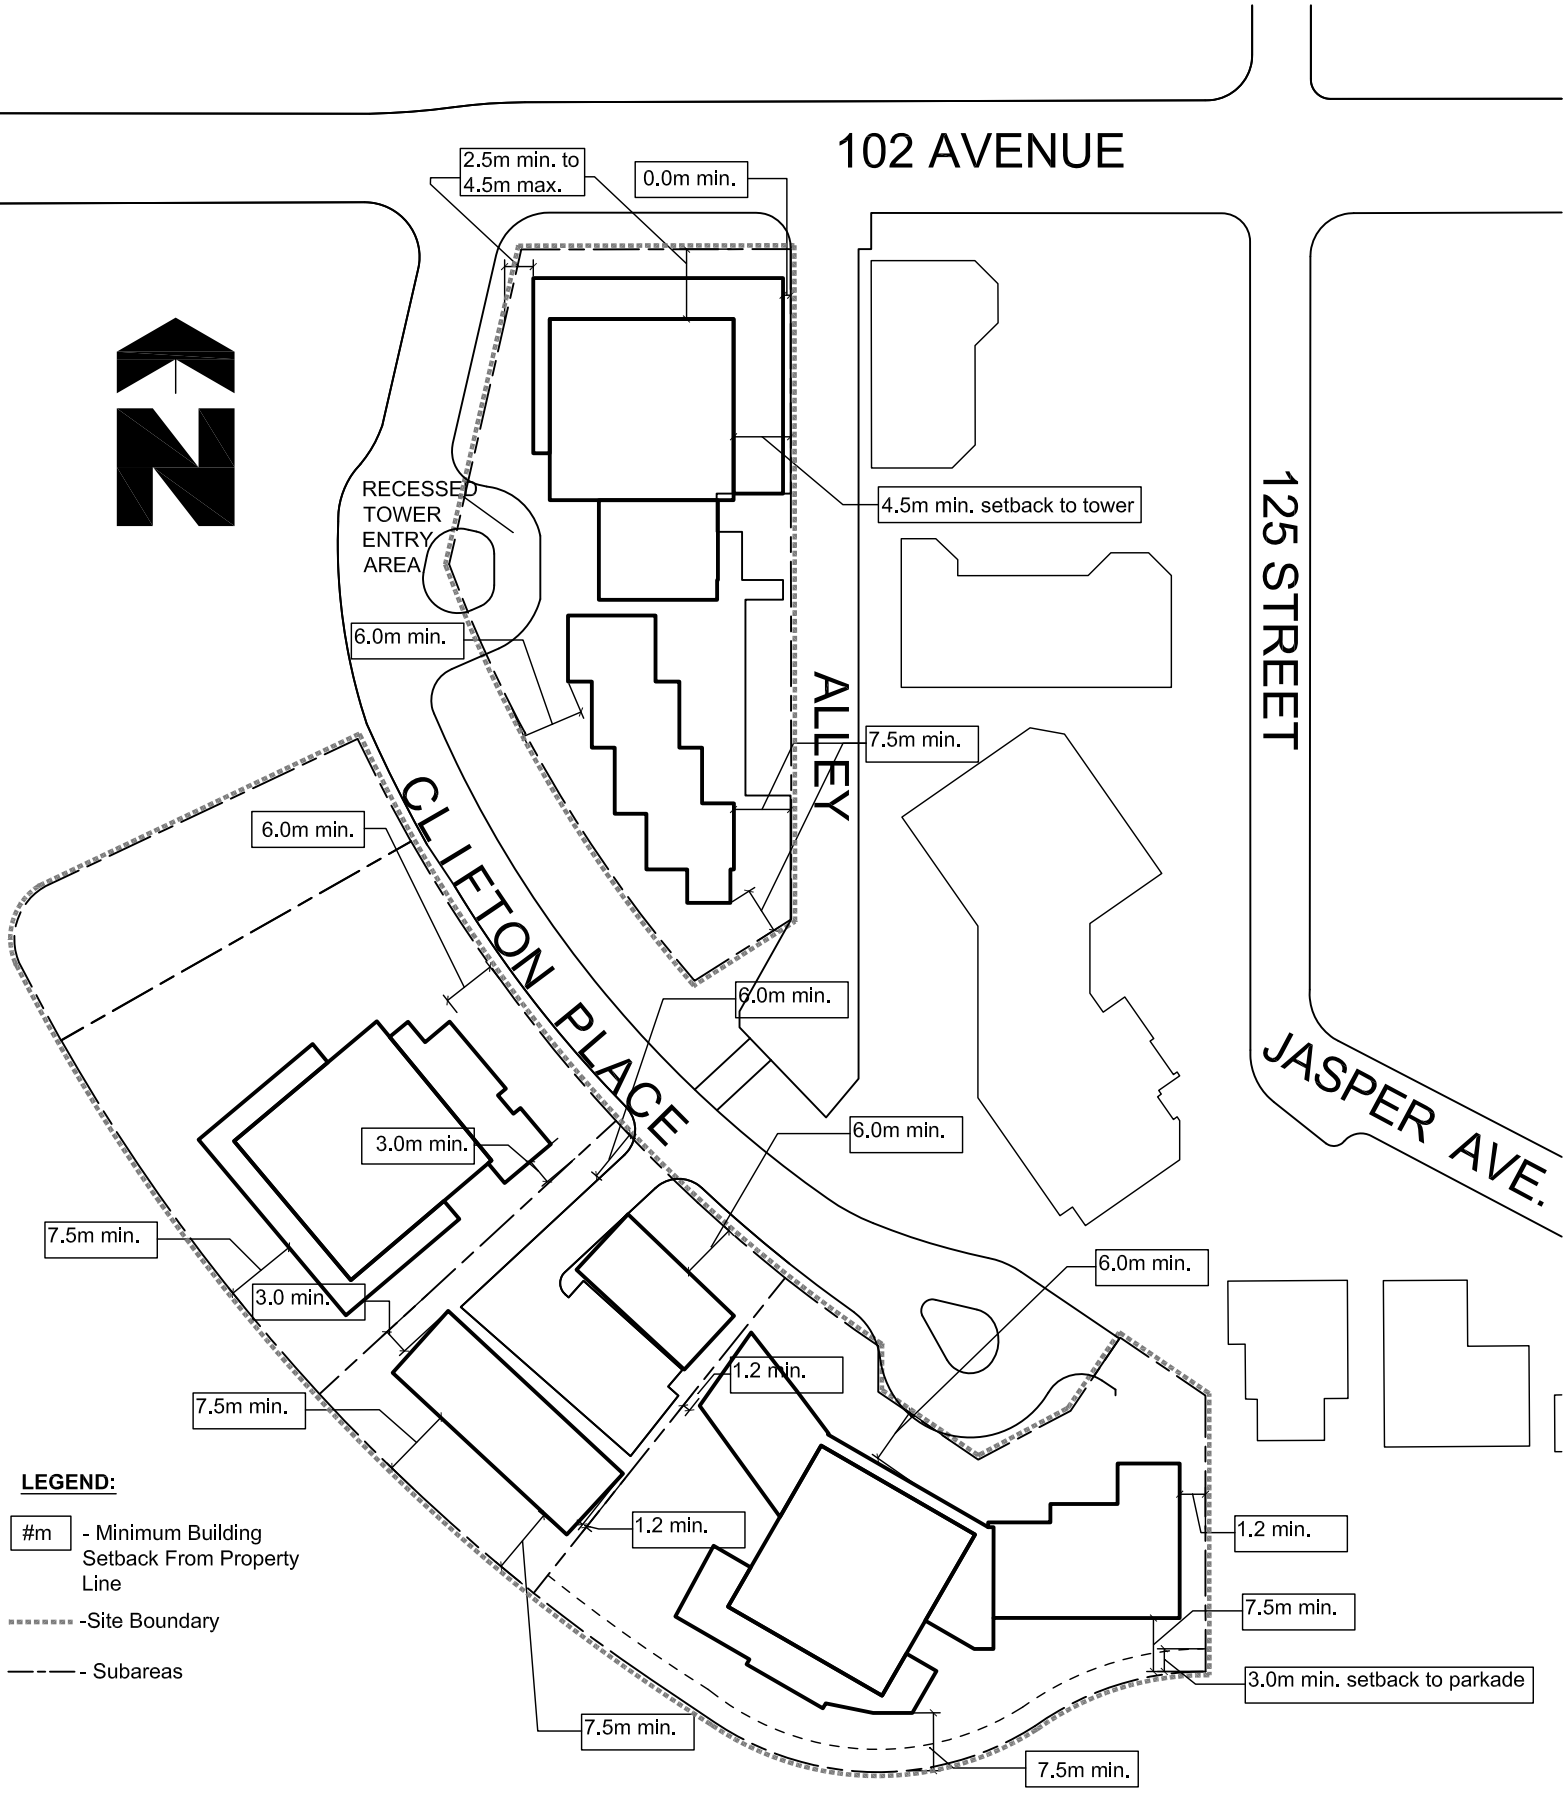 102 AVENUE
2.5m min. to
4.5m max.
0.0m min.
N
RECESSED
TOWER
ENTRY
AREA
4.5m min. setback to tower
125 STREET
6.0m min.
ALLEY
7.5m min.
CLIFTON PLACE
6.0m min.
6.0m min.
JASPER AVE.
3.0m min.
6.0m min.
7.5m min.
3.0 min.
6.0m min.
1.2 min.
7.5m min.
LEGEND:
#m - Minimum Building
Setback From Property
Line
-Site Boundary
- Subareas
1.2 min.
1.2 min.
7.5m min.
3.0m min. setback to parkade
7.5m min.
7.5m min.